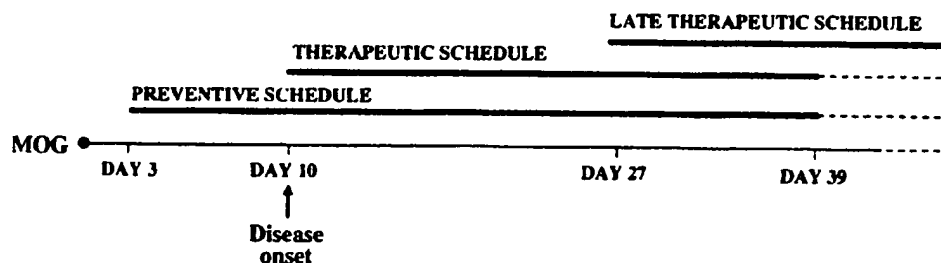 LATE THERAPEUTIC SCHEDULE
THERAPEUTIC SCHEDULE
PREVENTIVE SCHEDULE
MOG
DAY 3 DAY 10 DAY 27 DAY 39
Disease
onset